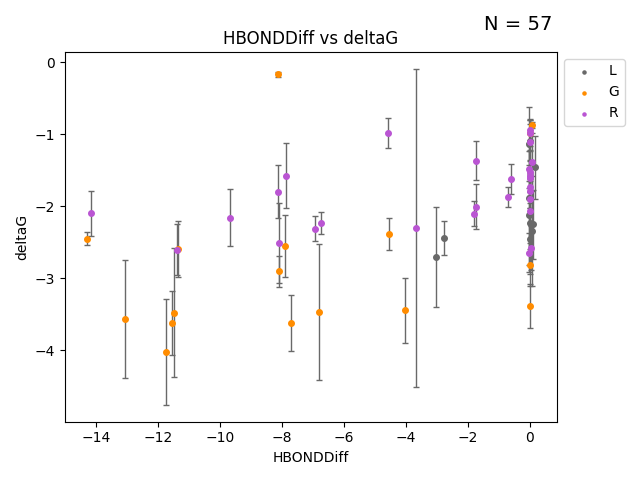 N = 57
HBONDDiff vs deltaG
L
G
R
deltaG
0
−1
−2
−3
−4
−14
−12
−10
−8
−6
−4
−2
0
HBONDDiff